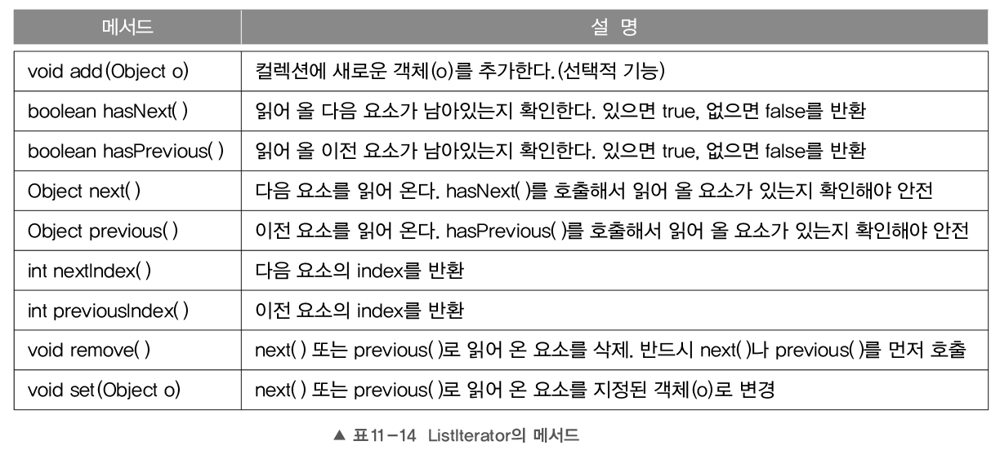 메서드 설 명
void add(Object o) 컬렉션에 새로운 객체(o)를 추가한다.(선택적 기능)
boolean hasNext( ) 읽어 올 다음 요소가 남아있는지 확인한다. 있으면 true, 없으면 false를 반환
boolean hasPrevious( ) 읽어 올 이전 요소가 남아있는지 확인한다. 있으면 true, 없으면 false를 반환
Object next( ) 다음 요소를 읽어 온다. hasNext( )를 호출해서 읽어 올 요소가 있는지 확인해야 안전
Object previous( ) 이전 요소를 읽어 온다. hasPrevious( )를 호출해서 읽어 올 요소가 있는지 확인해야 안전
int nextIndex( ) 다음 요소의 index를 반환
int previousIndex( ) 이전 요소의 index를 반환
void remove( ) next( ) 또는 previous( )로 읽어 온 요소를 삭제. 반드시 next( )나 previous( )를 먼저 호출
void set(Object o) next( ) 또는 previous( )로 읽어 온 요소를 지정된 객체(o)로 변경
▲ 표11-14 ListIterator의 메서드